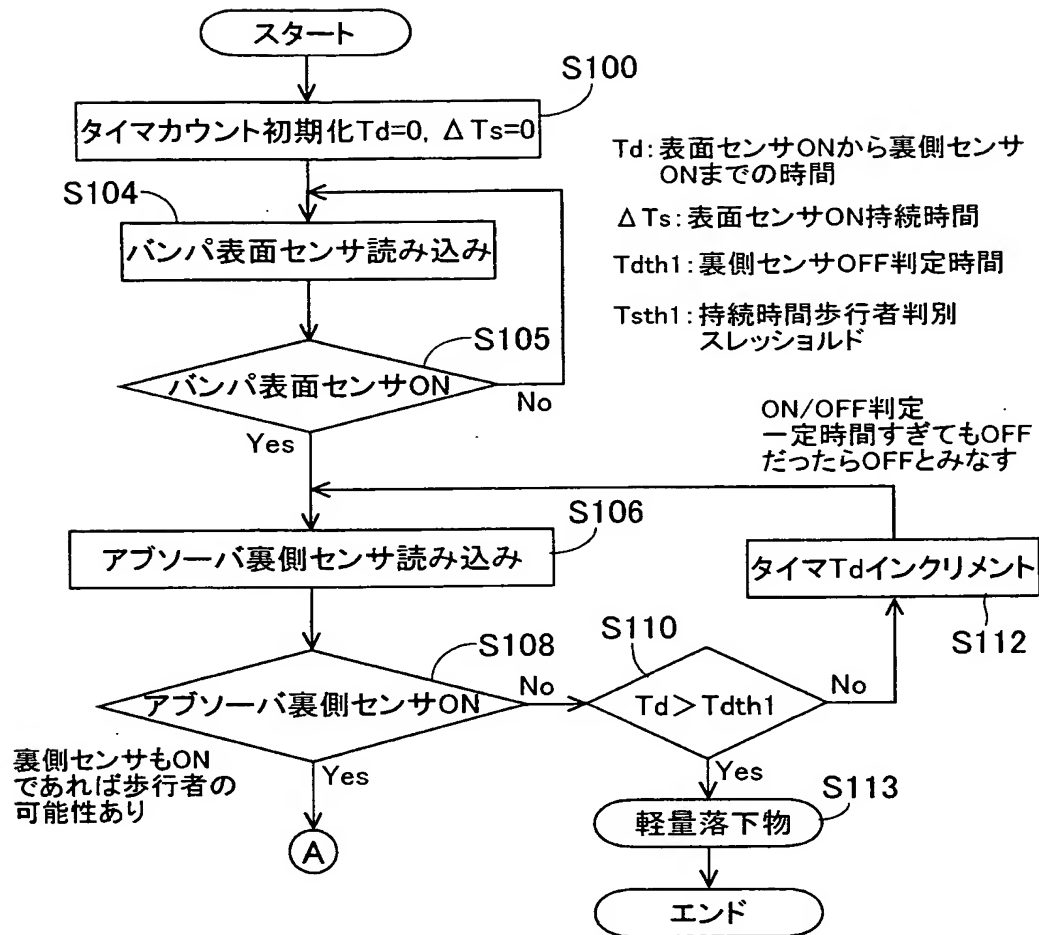 スタート
S100
タイマカウント初期化Td=0, ΔTs=0
Td:表面センサONから裏側センサ
ONまでの時間
ΔTs:表面センサON持続時間
Tdth1:裏側センサOFF判定時間
Tsth1:持続時間歩行者判別
スレッショルド
S104
バンパ表面センサ読み込み
S105
バンパ表面センサON
No
Yes
ON/OFF判定
一定時間すぎてもOFF
だったらOFFとみなす
S106
アブソーバ裏側センサ読み込み
タイマTdインクリメント
S112
S108
アブソーバ裏側センサON
No
S110
Td>Tdth1
No
裏側センサもON
であれば歩行者の
可能性あり
Yes
Yes
S113
軽量落下物
A
エンド